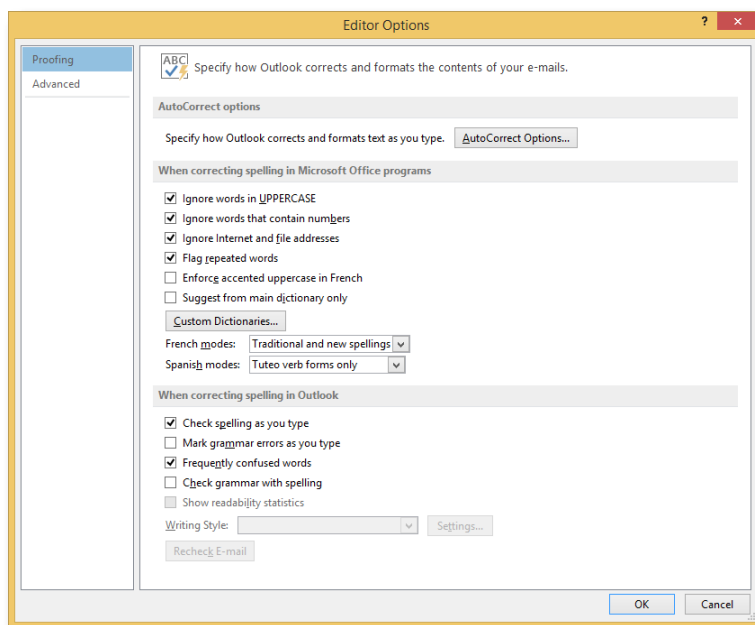 Editor Options
?
Proofing
Advanced
ABC
Specify how Outlook corrects and formats the contents of your e-mails.
AutoCorrect options
Specify how Outlook corrects and formats text as you type. AutoCorrect Options...
When correcting spelling in Microsoft Office programs
Ignore words in UPPERCASE
Ignore words that contain numbers
Ignore Internet and file addresses
Flag repeated words
Enforce accented uppercase in French
Suggest from main dictionary only
Custom Dictionaries...
French modes: Traditional and new spellings
Spanish modes: Tuteo verb forms only
When correcting spelling in Outlook
Check spelling as you type
Mark grammar errors as you type
Frequently confused words
Check grammar with spelling
Show readability statistics
Writing Style: Settings...
Recheck E-mail
OK Cancel